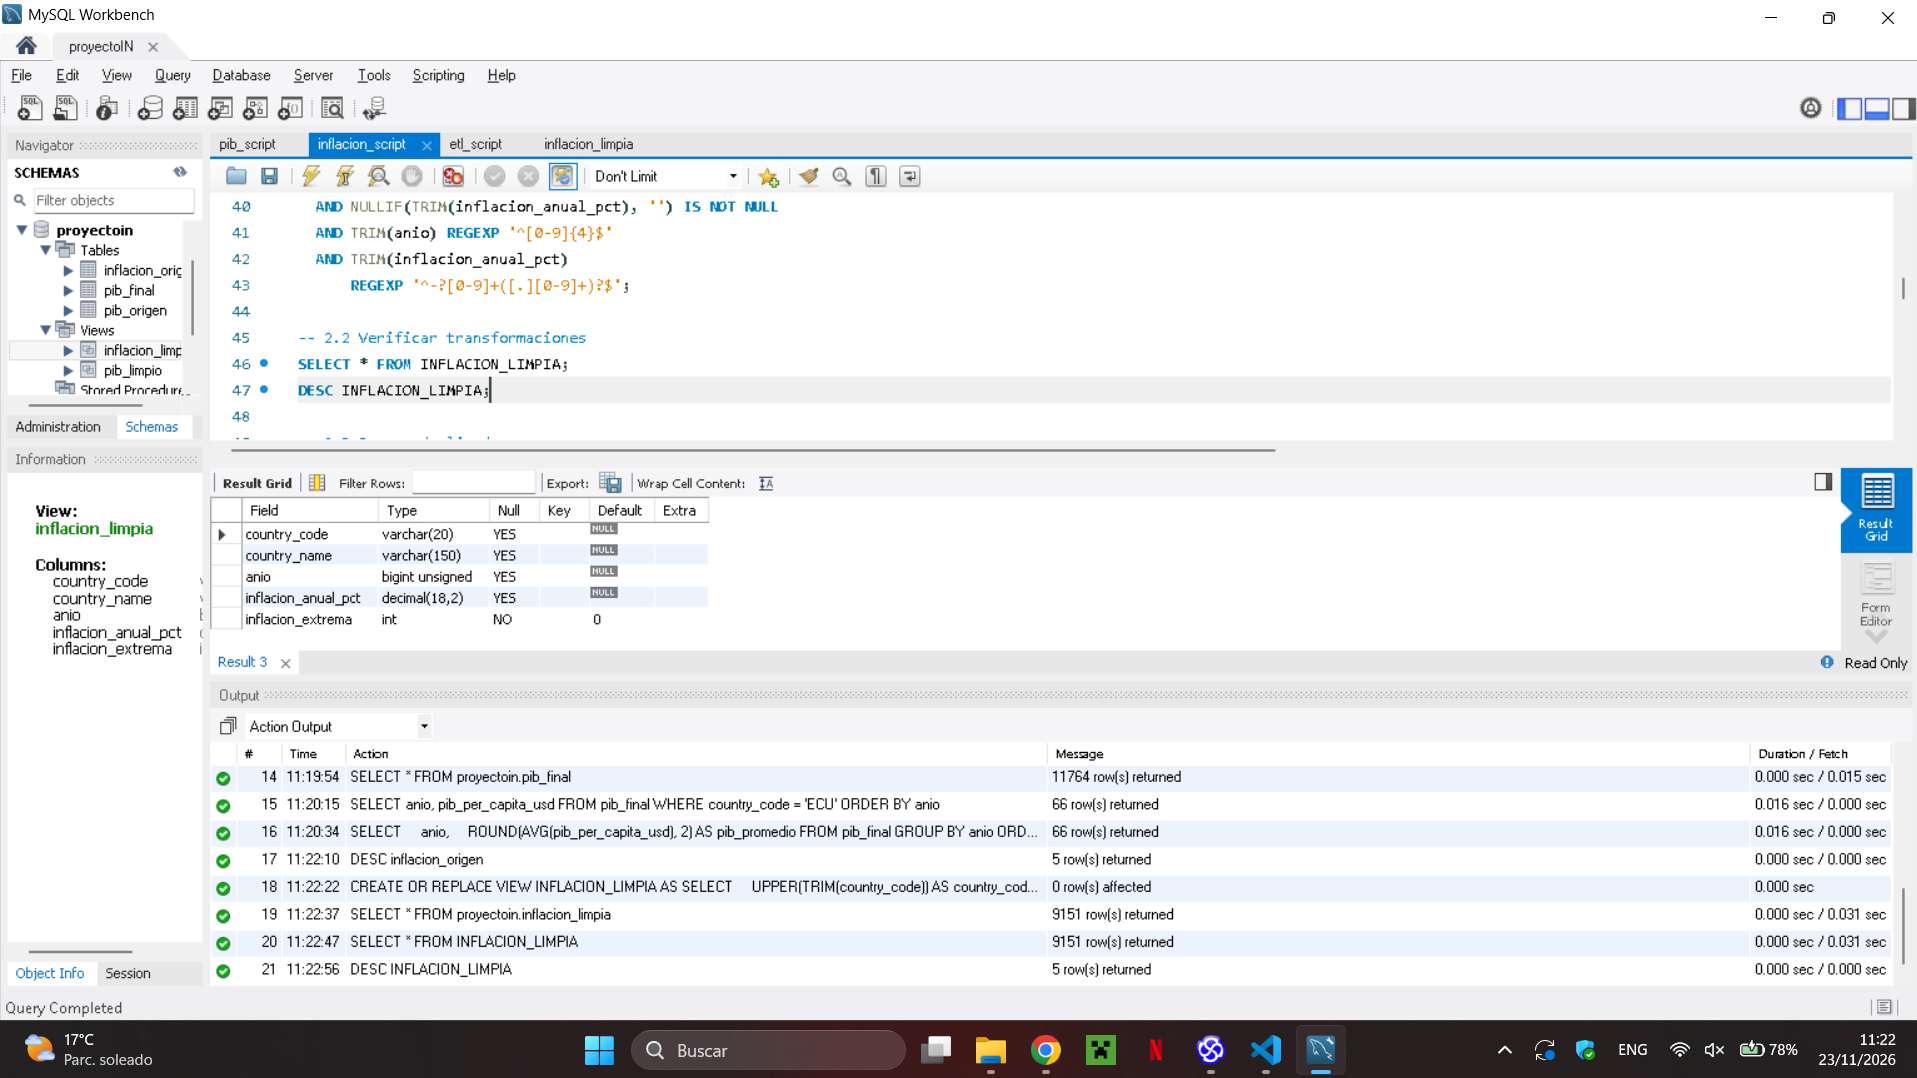 MySQL Workbench
proyectoIN
File Edit View Query Database Server Tools Scripting Help
Navigator
SCHEMAS
Filter objects
proyectoin
Tables
inflacion_orig
pib_final
pib_origen
Views
inflacion_limp
pib_limpio
Stored Procedure
Administration Schemas
Information
View:
inflacion_limpia
Columns:
country_code
country_name
anio
inflacion_anual_pct
inflacion_extrema
Object Info Session
pib_script inflacion_script etl_script inflacion_limpia
Don't Limit
40 AND NULLIF(TRIM(inflacion_anual_pct), '') IS NOT NULL
41 AND TRIM(anio) REGEXP '^[0-9]{4}$'
42 AND TRIM(inflacion_anual_pct)
43 REGEXP '^-?[0-9]+([.][0-9]+)?$';
44
45 -- 2.2 Verificar transformaciones
46 SELECT * FROM INFLACION_LIMPIA;
47 DESC INFLACION_LIMPIA;
48
Result Grid Filter Rows: Export: Wrap Cell Content:
Field Type Null Key Default Extra
country_code varchar(20) YES NULL
country_name varchar(150) YES NULL
anio bigint unsigned YES NULL
inflacion_anual_pct decimal(18,2) YES NULL
inflacion_extrema int NO 0
Result Grid
Form Editor
Result 3
Read Only
Output
Action Output
# Time Action Message Duration / Fetch
14 11:19:54 SELECT * FROM proyectoin.pib_final 11764 row(s) returned 0.000 sec / 0.015 sec
15 11:20:15 SELECT anio, pib_per_capita_usd FROM pib_final WHERE country_code = 'ECU' ORDER BY anio 66 row(s) returned 0.016 sec / 0.000 sec
16 11:20:34 SELECT anio, ROUND(AVG(pib_per_capita_usd), 2) AS pib_promedio FROM pib_final GROUP BY anio ORD... 66 row(s) returned 0.016 sec / 0.000 sec
17 11:22:10 DESC inflacion_origen 5 row(s) returned 0.000 sec / 0.000 sec
18 11:22:22 CREATE OR REPLACE VIEW INFLACION_LIMPIA AS SELECT UPPER(TRIM(country_code)) AS country_cod... 0 row(s) affected 0.000 sec
19 11:22:37 SELECT * FROM proyectoin.inflacion_limpia 9151 row(s) returned 0.000 sec / 0.031 sec
20 11:22:47 SELECT * FROM INFLACION_LIMPIA 9151 row(s) returned 0.000 sec / 0.031 sec
21 11:22:56 DESC INFLACION_LIMPIA 5 row(s) returned 0.000 sec / 0.000 sec
Query Completed
17°C
Parc. soleado
Buscar
ENG
78%
11:22
23/11/2026